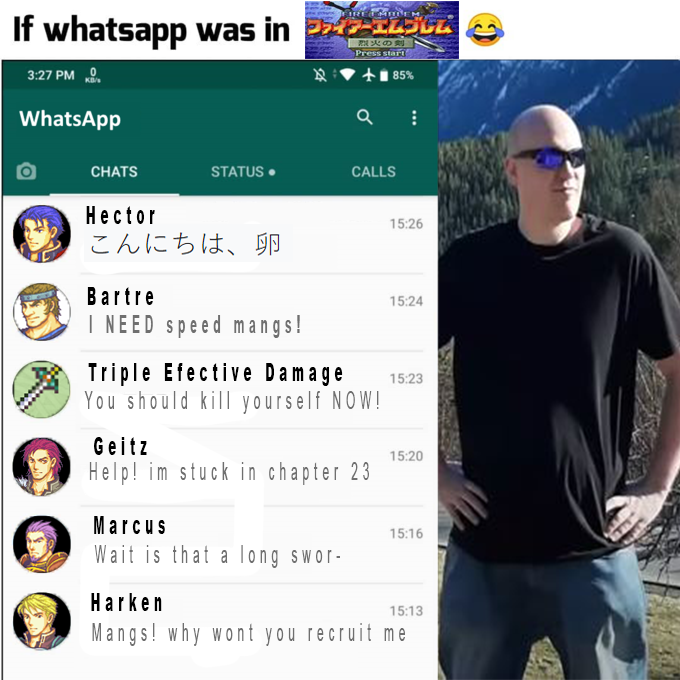 If whatsapp was in
FIRE EMBLEM
ファイアーエムブレム
烈火の剣
Press start
3:27 PM 0 KB/s 85%
WhatsApp
CHATS STATUS CALLS
Hector 15:26
こんにちは、卵
Bartre 15:24
I NEED speed mangs!
Triple Efective Damage 15:23
You should kill yourself NOW!
Geitz 15:20
Help! im stuck in chapter 23
Marcus 15:16
Wait is that a long swor-
Harken 15:13
Mangs! why wont you recruit me